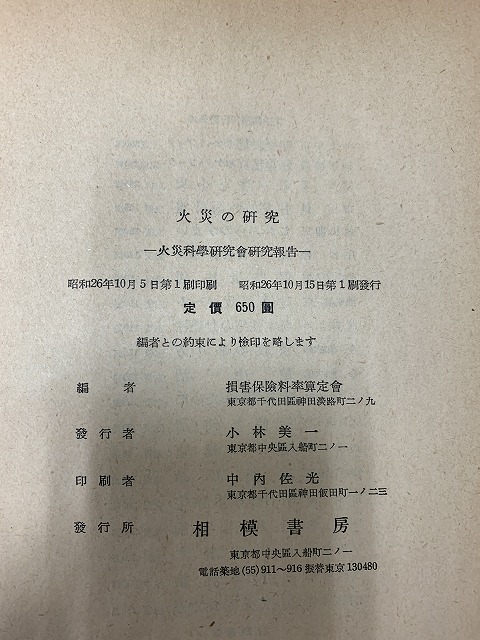 火災の研究
―火災科學研究會研究報告―
昭和26年10月5日第1刷印刷　昭和26年10月15日第1刷發行
定價 650圓
編者との約束により檢印を略します
編者　損害保險料率算定會
東京都千代田區神田淡路町二ノ九
發行者　小林美一
東京都中央區入船町二ノ一
印刷者　中內佐光
東京都千代田區神田飯田町一ノ二三
發行所　相模書房
東京都中央區入船町二ノ一
電話築地(55)911〜916 振替東京130480